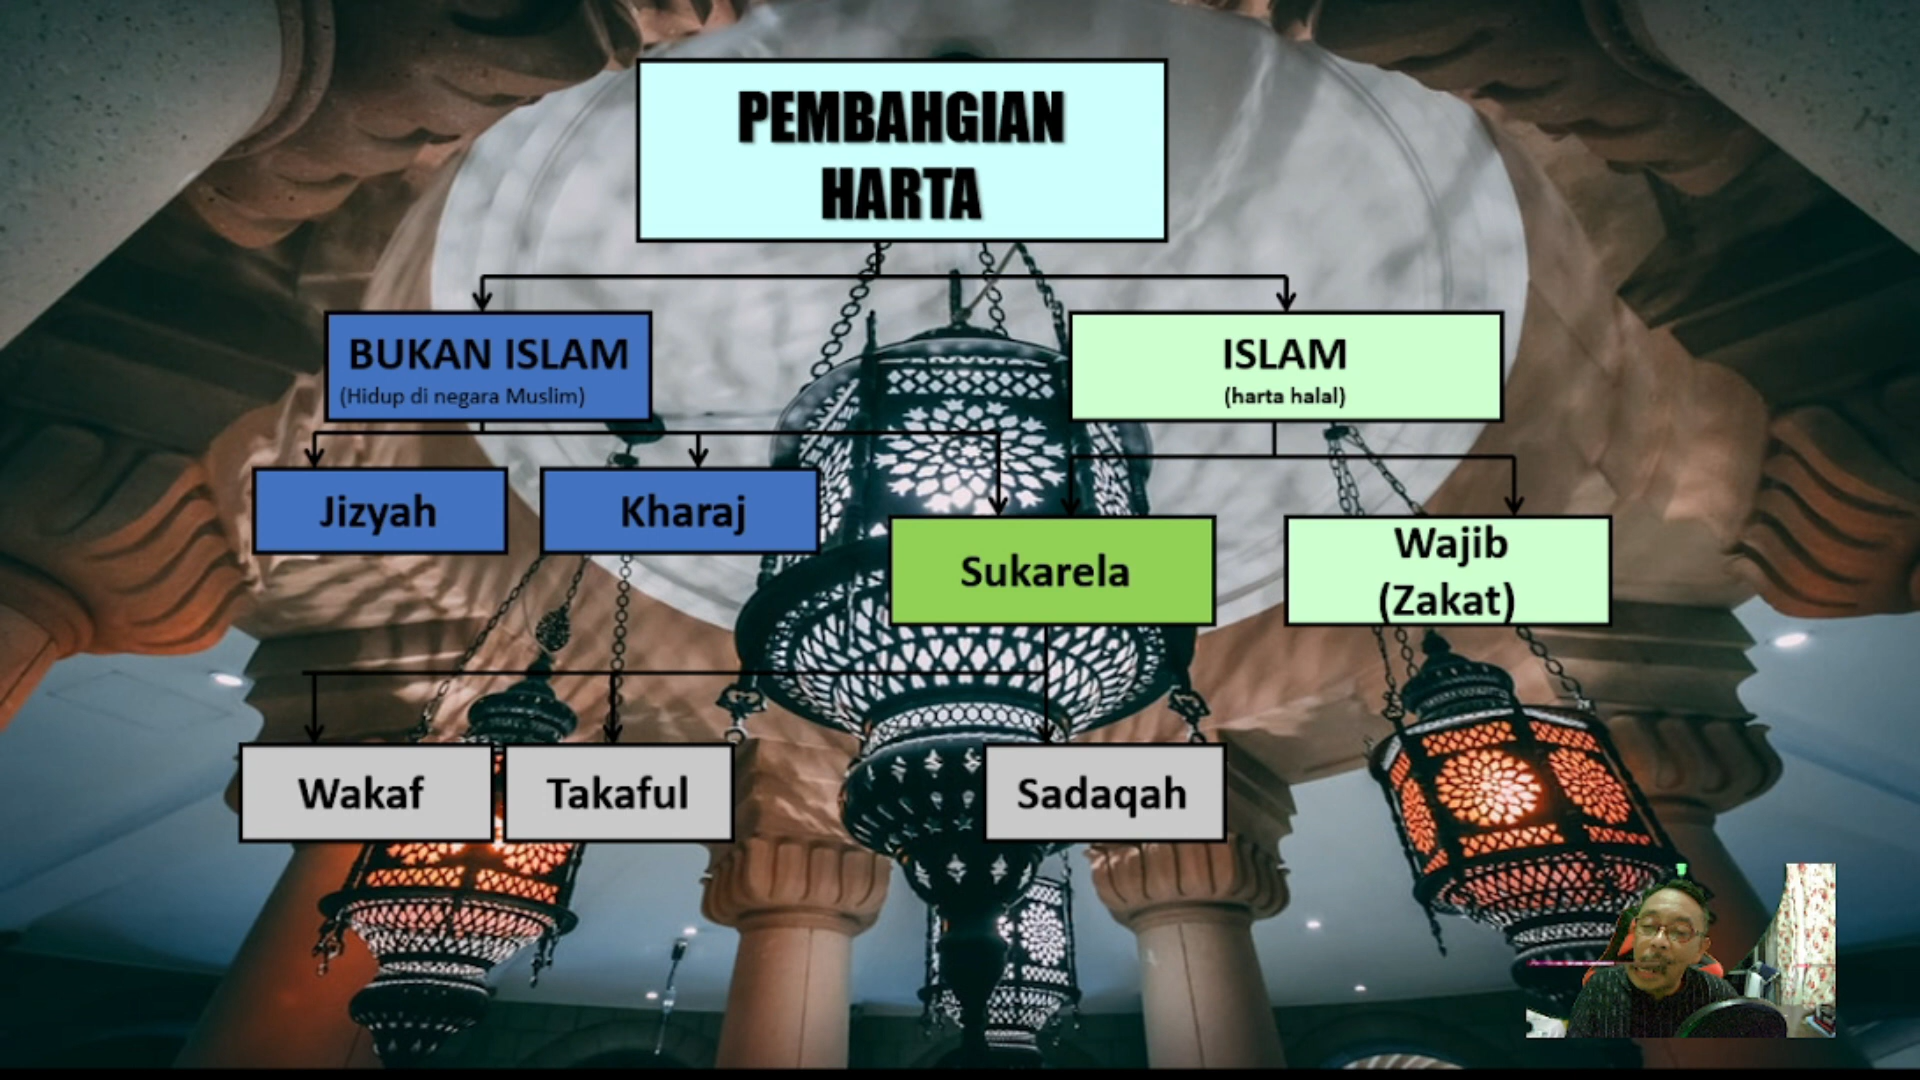 PEMBAHGIAN
HARTA
BUKAN ISLAM
(Hidup di negara Muslim)
ISLAM
(harta halal)
Jizyah
Kharaj
Sukarela
Wajib
(Zakat)
Wakaf
Takaful
Sadaqah